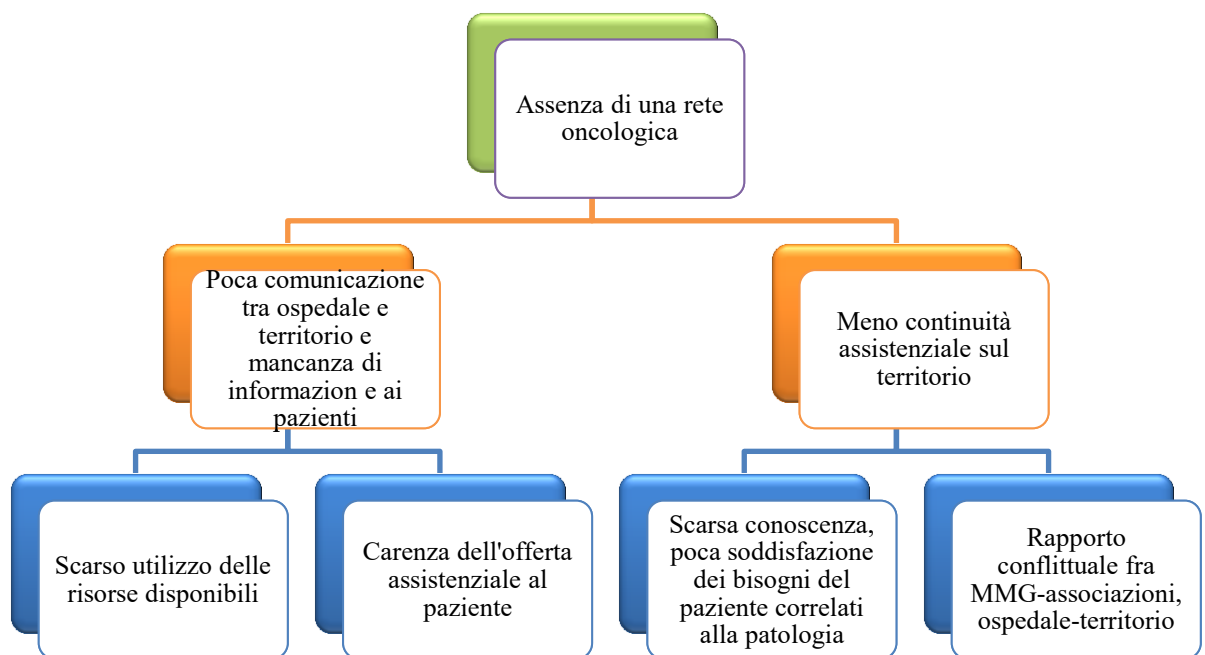 Assenza di una rete
oncologica
Poca comunicazione
tra ospedale e
territorio e
mancanza di
informazion e ai
pazienti
Meno continuità
assistenziale sul
territorio
Scarso utilizzo delle
risorse disponibili
Carenza dell'offerta
assistenziale al
paziente
Scarsa conoscenza,
poca soddisfazione
dei bisogni del
paziente correlati
alla patologia
Rapporto
conflittuale fra
MMG-associazioni,
ospedale-territorio